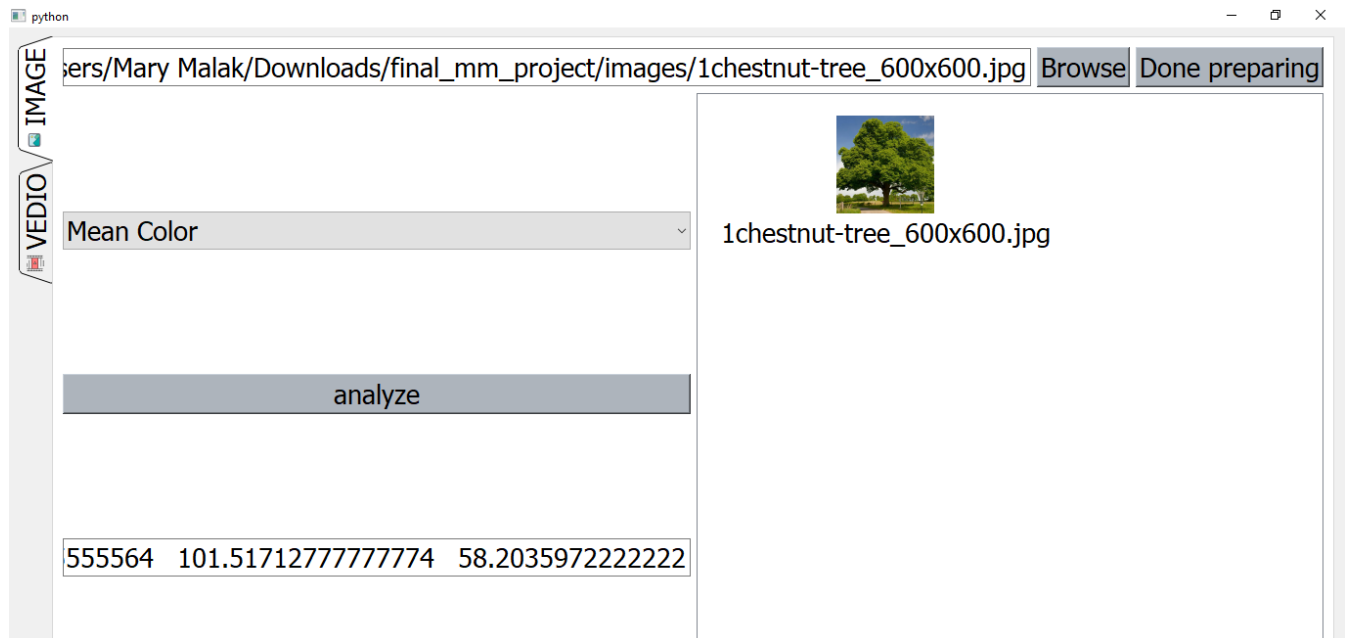 python
IMAGE
VEDIO
sers/Mary Malak/Downloads/final_mm_project/images/1chestnut-tree_600x600.jpg Browse Done preparing
Mean Color
analyze
555564 101.51712777777774 58.2035972222222
1chestnut-tree_600x600.jpg